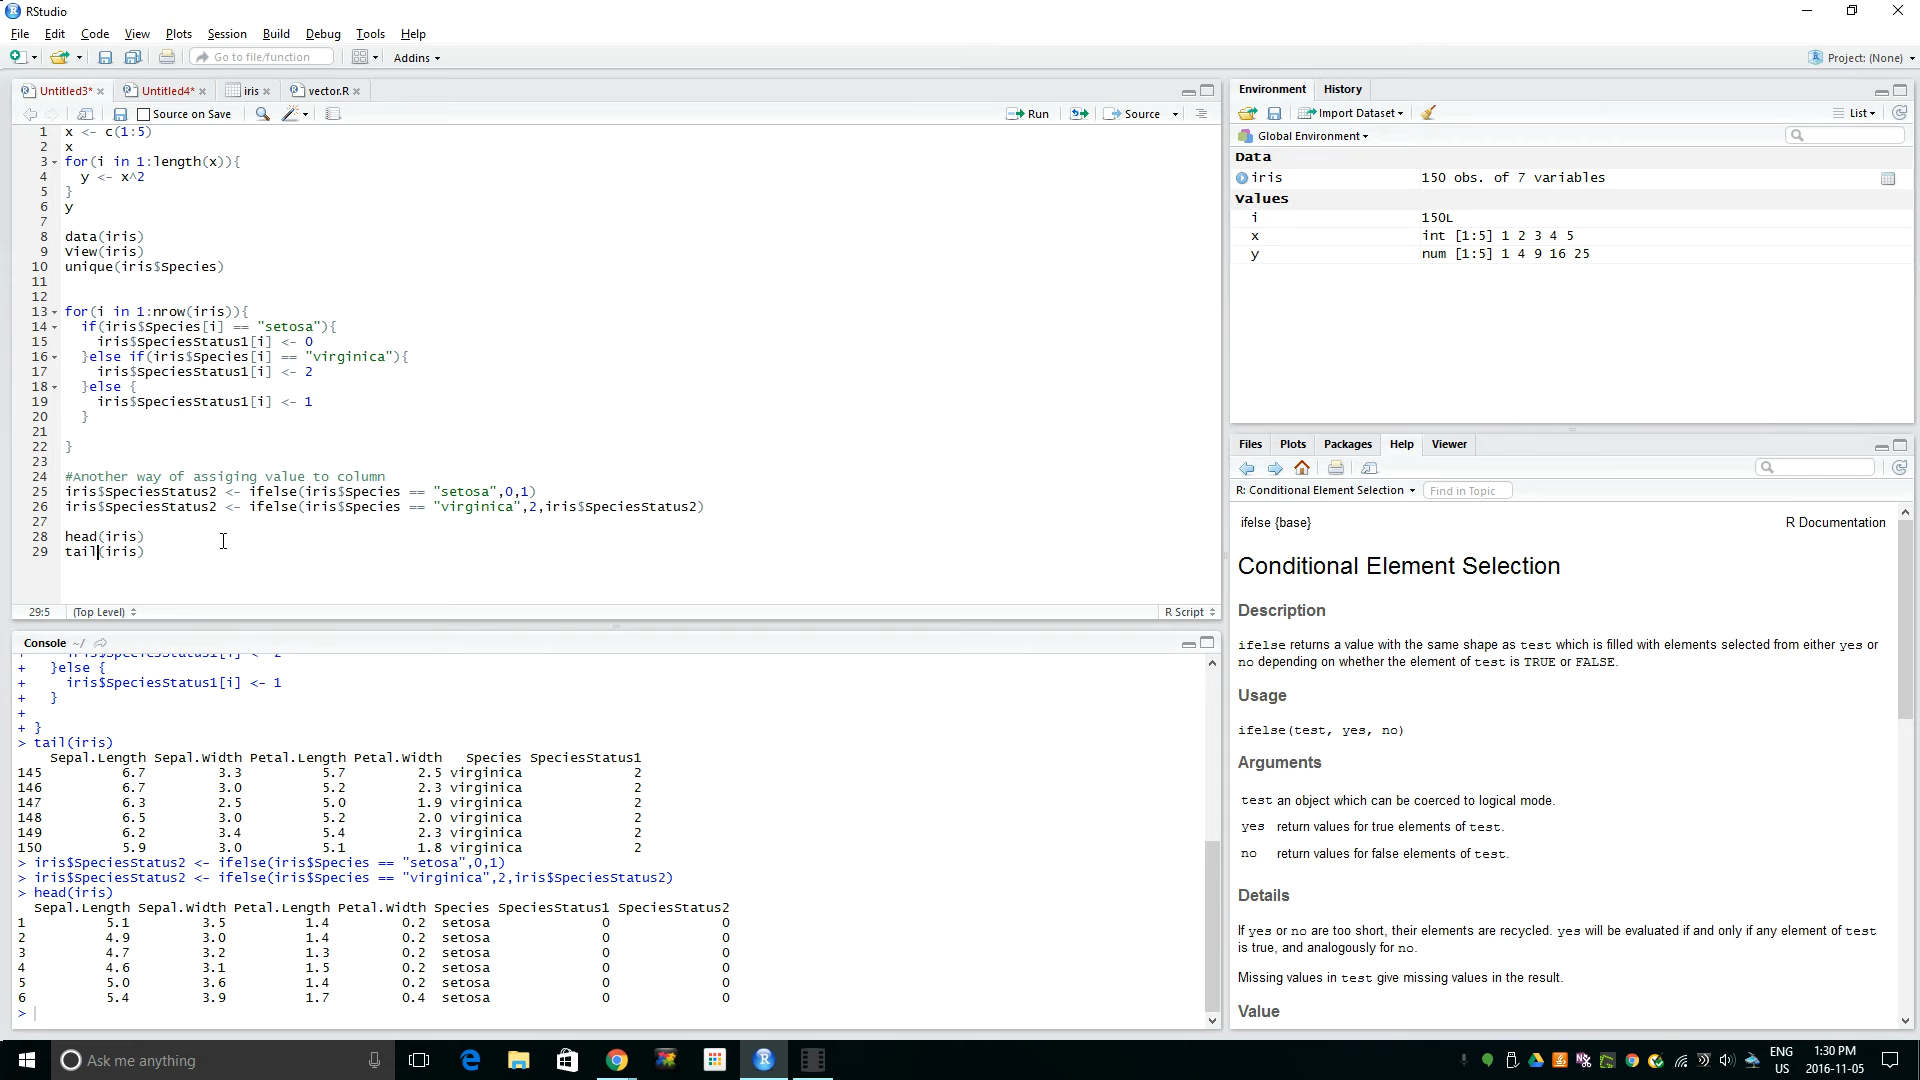 RStudio
File Edit Code View Plots Session Build Debug Tools Help
Go to file/function Addins Project: (None)
Untitled3* Untitled4* iris vector.R
Source on Save Run Source
1 x <- c(1:5)
2 x
3 for(i in 1:length(x)){
4 y <- x^2
5 }
6 y
7
8 data(iris)
9 View(iris)
10 unique(iris$Species)
11
12
13 for(i in 1:nrow(iris)){
14 if(iris$Species[i] == "setosa"){
15 iris$SpeciesStatus1[i] <- 0
16 }else if(iris$Species[i] == "virginica"){
17 iris$SpeciesStatus1[i] <- 2
18 }else {
19 iris$SpeciesStatus1[i] <- 1
20 }
21
22 }
23
24 #Another way of assiging value to column
25 iris$SpeciesStatus2 <- ifelse(iris$Species == "setosa",0,1)
26 iris$SpeciesStatus2 <- ifelse(iris$Species == "virginica",2,iris$SpeciesStatus2)
27
28 head(iris)
29 tail(iris)
29:5 (Top Level) R Script
Console ~/
+ }else {
+ iris$SpeciesStatus1[i] <- 1
+ }
+
+ }
> tail(iris)
Sepal.Length Sepal.Width Petal.Length Petal.Width Species SpeciesStatus1
145 6.7 3.3 5.7 2.5 virginica 2
146 6.7 3.0 5.2 2.3 virginica 2
147 6.3 2.5 5.0 1.9 virginica 2
148 6.5 3.0 5.2 2.0 virginica 2
149 6.2 3.4 5.4 2.3 virginica 2
150 5.9 3.0 5.1 1.8 virginica 2
> iris$SpeciesStatus2 <- ifelse(iris$Species == "setosa",0,1)
> iris$SpeciesStatus2 <- ifelse(iris$Species == "virginica",2,iris$SpeciesStatus2)
> head(iris)
Sepal.Length Sepal.Width Petal.Length Petal.Width Species SpeciesStatus1 SpeciesStatus2
1 5.1 3.5 1.4 0.2 setosa 0 0
2 4.9 3.0 1.4 0.2 setosa 0 0
3 4.7 3.2 1.3 0.2 setosa 0 0
4 4.6 3.1 1.5 0.2 setosa 0 0
5 5.0 3.6 1.4 0.2 setosa 0 0
6 5.4 3.9 1.7 0.4 setosa 0 0
>
Environment History
Import Dataset List
Global Environment
Data
iris 150 obs. of 7 variables
Values
i 150L
x int [1:5] 1 2 3 4 5
y num [1:5] 1 4 9 16 25
Files Plots Packages Help Viewer
R: Conditional Element Selection Find in Topic
ifelse {base} R Documentation
Conditional Element Selection
Description
ifelse returns a value with the same shape as test which is filled with elements selected from either yes or
no depending on whether the element of test is TRUE or FALSE.
Usage
ifelse(test, yes, no)
Arguments
test an object which can be coerced to logical mode.
yes return values for true elements of test.
no return values for false elements of test.
Details
If yes or no are too short, their elements are recycled. yes will be evaluated if and only if any element of test
is true, and analogously for no.
Missing values in test give missing values in the result.
Value
Ask me anything
ENG
US
1:30 PM
2016-11-05